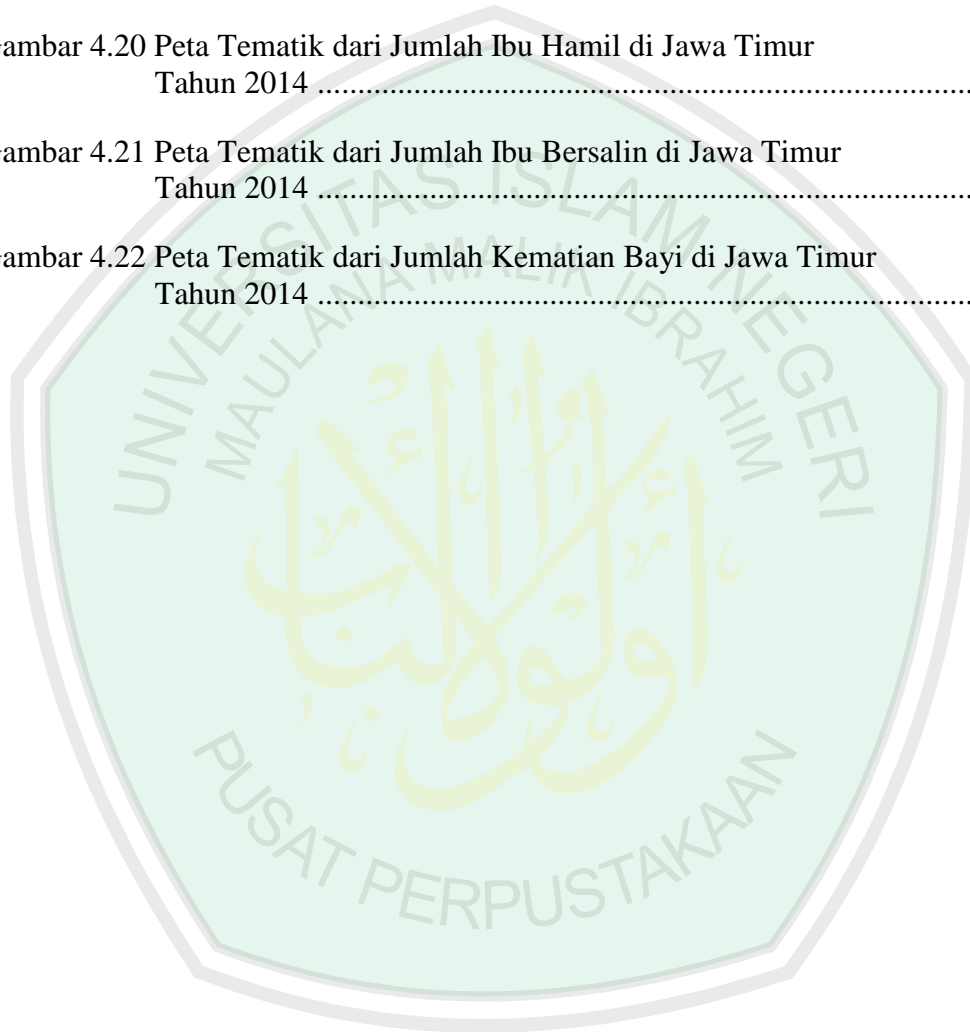 ambar 4.20 Peta Tematik dari Jumlah Ibu Hamil di Jawa Timur
Tahun 2014 ................................................................................
ambar 4.21 Peta Tematik dari Jumlah Ibu Bersalin di Jawa Timur
Tahun 2014 ................................................................................
ambar 4.22 Peta Tematik dari Jumlah Kematian Bayi di Jawa Timur
Tahun 2014 ................................................................................
UNIVERSITAS ISLAM NEGERI
MAULANA MALIK IBRAHIM
PUSAT PERPUSTAKAAN